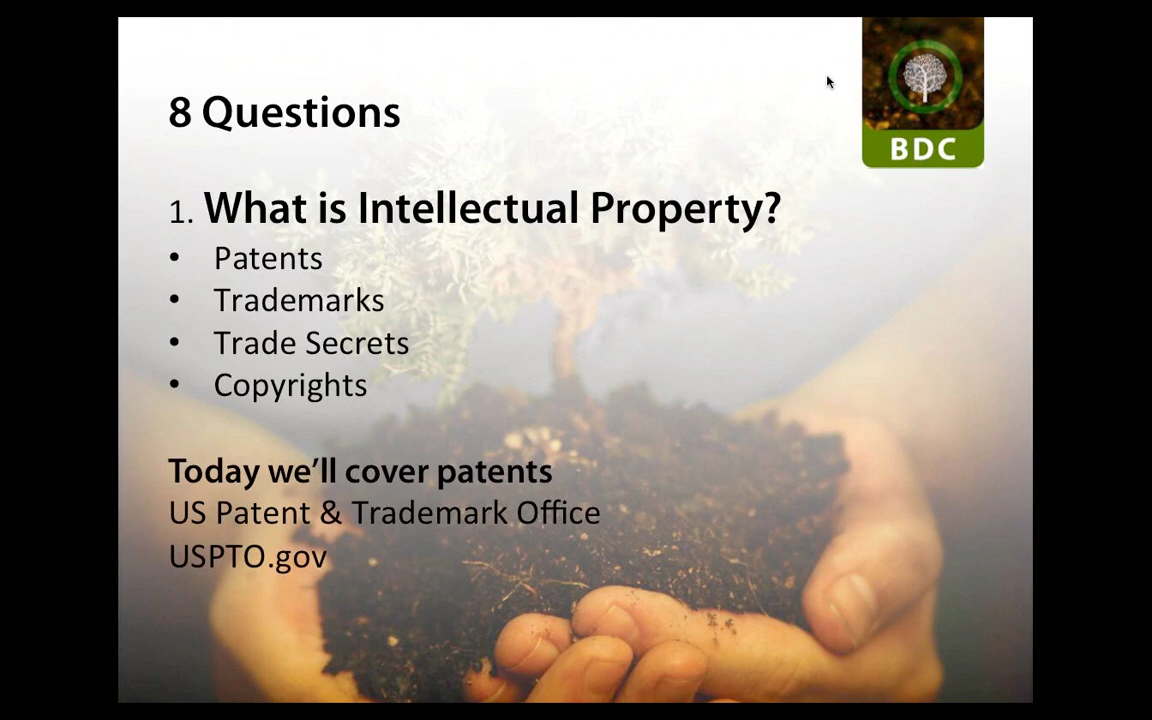 8 Questions
BDC
1. What is Intellectual Property?
• Patents
• Trademarks
• Trade Secrets
• Copyrights
Today we’ll cover patents
US Patent & Trademark Office
USPTO.gov